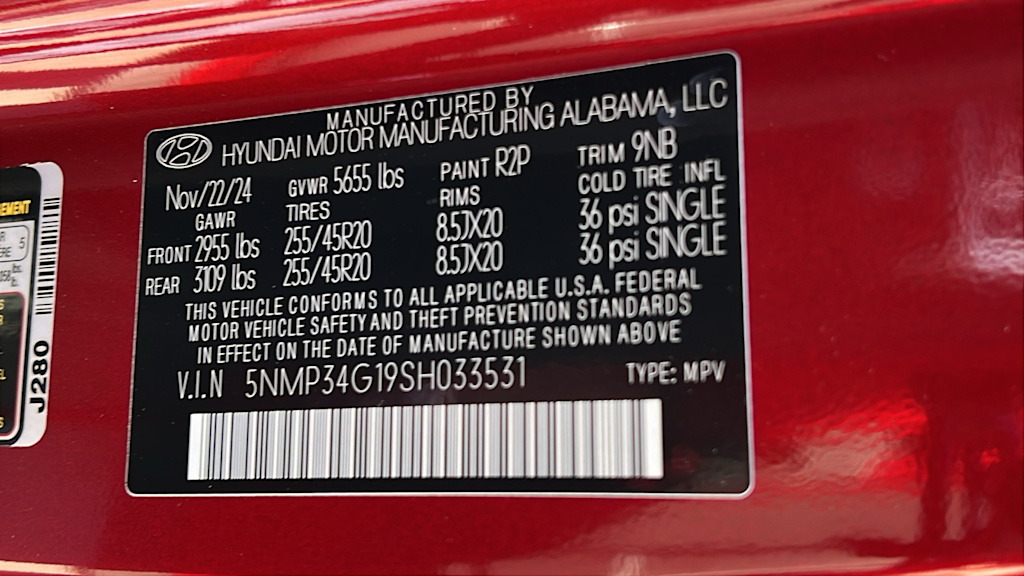 MANUFACTURED BY
HYUNDAI MOTOR MANUFACTURING ALABAMA, LLC
Nov/22/24 GVWR 5655 lbs PAINT R2P TRIM 9NB
GAWR TIRES RIMS COLD TIRE INFL
FRONT 2955 lbs 255/45R20 8.5JX20 36 psi SINGLE
REAR 3109 lbs 255/45R20 8.5JX20 36 psi SINGLE
THIS VEHICLE CONFORMS TO ALL APPLICABLE U.S.A. FEDERAL
MOTOR VEHICLE SAFETY AND THEFT PREVENTION STANDARDS
IN EFFECT ON THE DATE OF MANUFACTURE SHOWN ABOVE
V.I.N 5NMP34G19SH033531 TYPE: MPV
J280